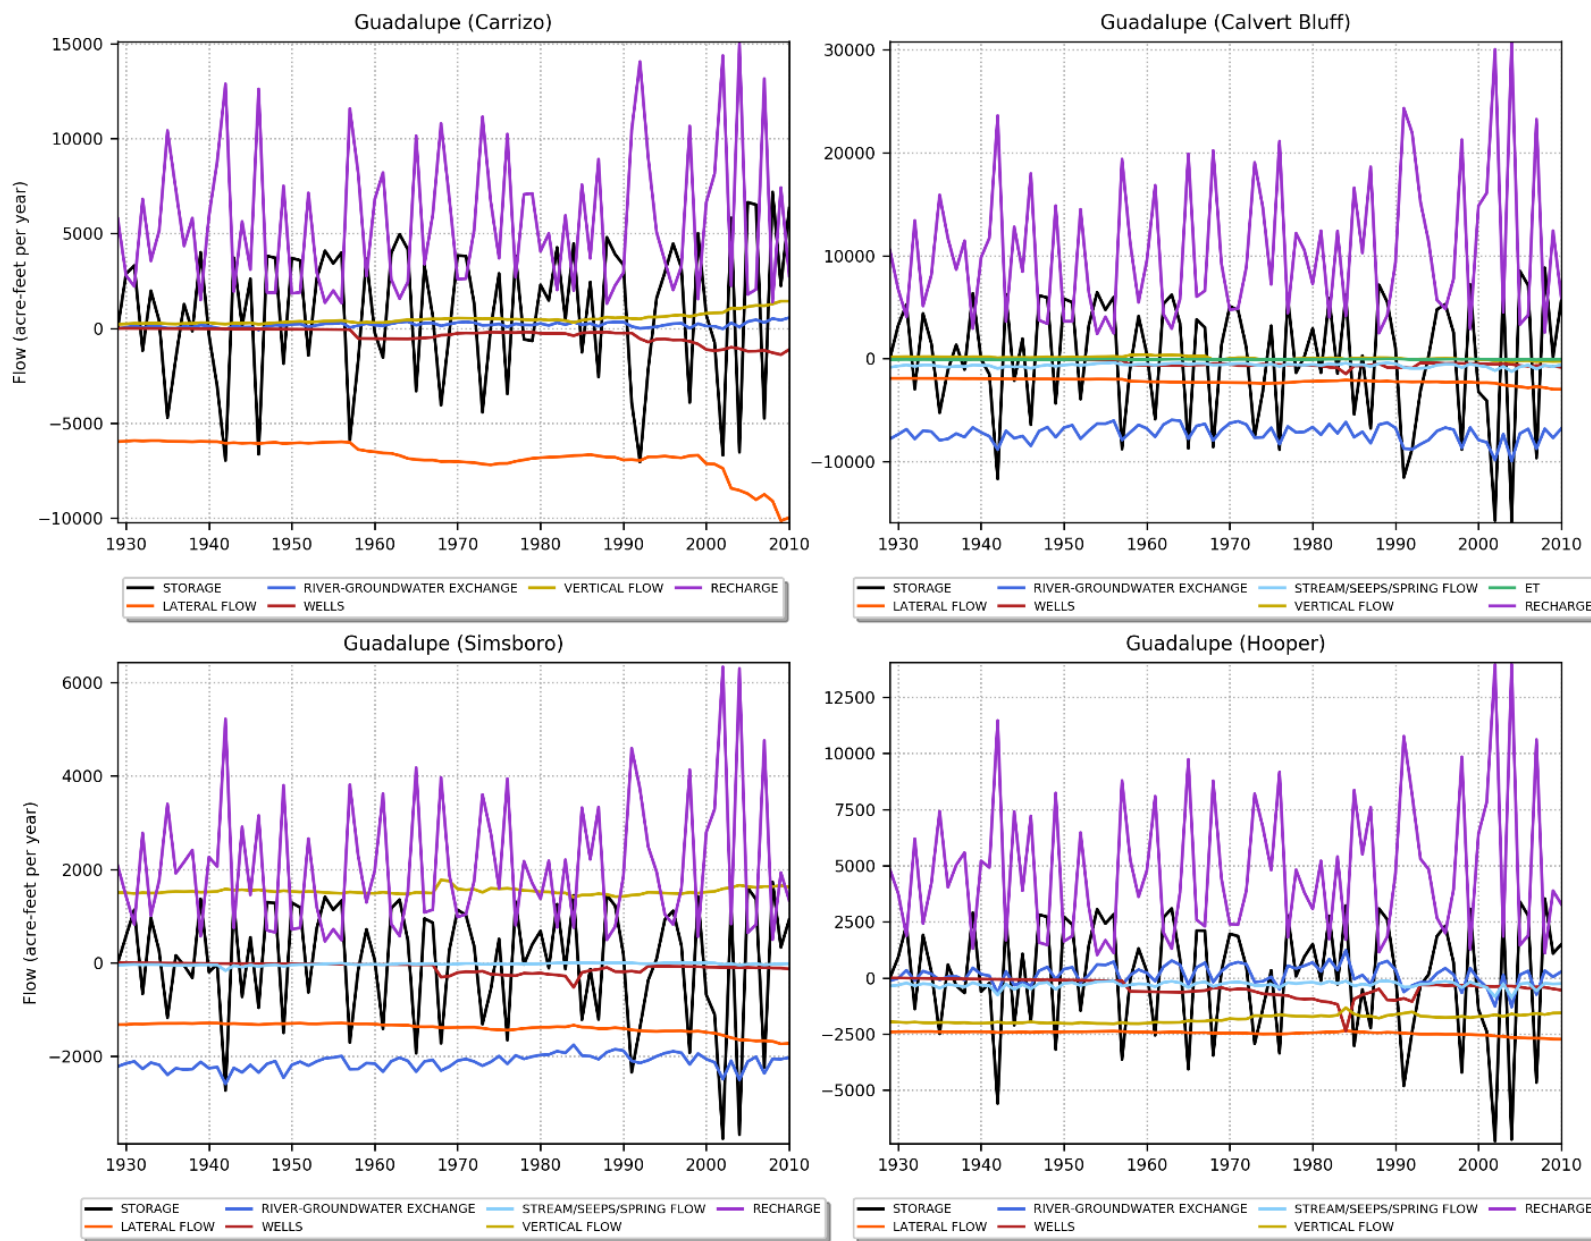 Guadalupe (Carrizo)
Guadalupe (Calvert Bluff)
Flow (acre-feet per year)
15000
10000
5000
0
−5000
−10000
1930 1940 1950 1960 1970 1980 1990 2000 2010
30000
20000
10000
0
−10000
1930 1940 1950 1960 1970 1980 1990 2000 2010
STORAGE RIVER-GROUNDWATER EXCHANGE VERTICAL FLOW RECHARGE
LATERAL FLOW WELLS
STORAGE RIVER-GROUNDWATER EXCHANGE STREAM/SEEPS/SPRING FLOW ET
LATERAL FLOW WELLS VERTICAL FLOW RECHARGE
Guadalupe (Simsboro)
Guadalupe (Hooper)
Flow (acre-feet per year)
6000
4000
2000
0
−2000
1930 1940 1950 1960 1970 1980 1990 2000 2010
12500
10000
7500
5000
2500
0
−2500
−5000
1930 1940 1950 1960 1970 1980 1990 2000 2010
STORAGE RIVER-GROUNDWATER EXCHANGE STREAM/SEEPS/SPRING FLOW RECHARGE
LATERAL FLOW WELLS VERTICAL FLOW
STORAGE RIVER-GROUNDWATER EXCHANGE STREAM/SEEPS/SPRING FLOW RECHARGE
LATERAL FLOW WELLS VERTICAL FLOW